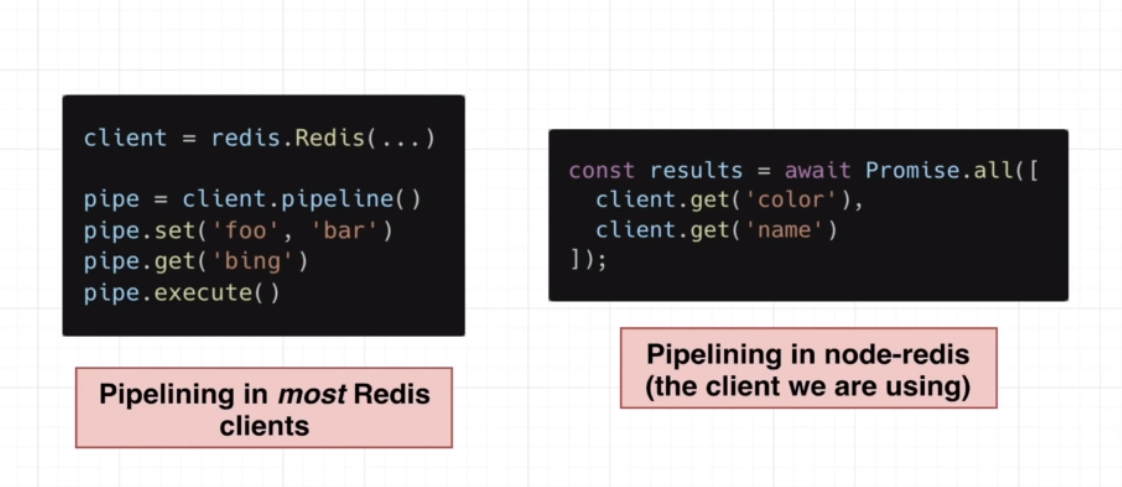 client = redis.Redis(...)
pipe = client.pipeline()
pipe.set('foo', 'bar')
pipe.get('bing')
pipe.execute()
Pipelining in most Redis
clients
const results = await Promise.all([
  client.get('color'),
  client.get('name')
]);
Pipelining in node-redis
(the client we are using)